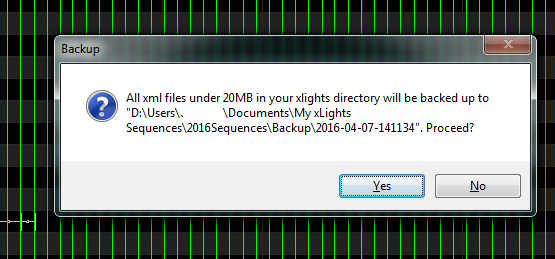 Backup
All xml files under 20MB in your xlights directory will be backed up to
"D:\Users\. \Documents\My xLights
Sequences\2016Sequences\Backup\2016-04-07-141134". Proceed?
Yes
No